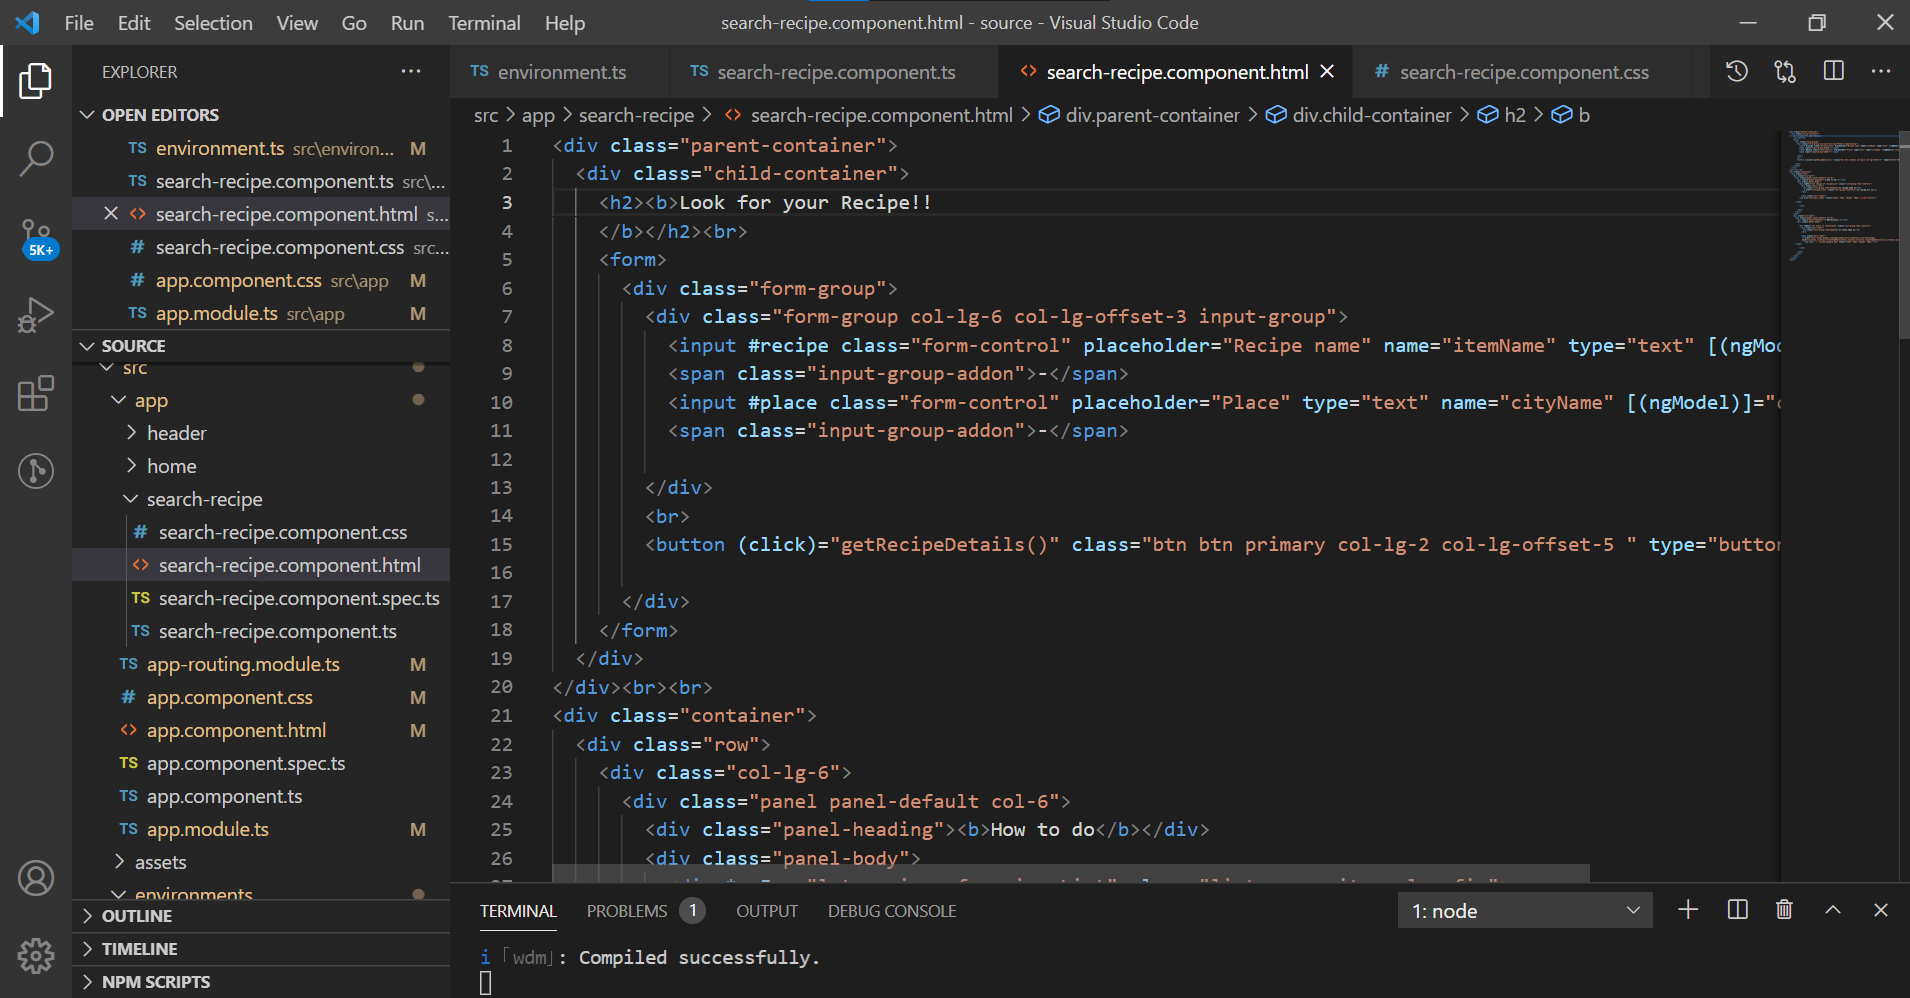 File Edit Selection View Go Run Terminal Help
search-recipe.component.html - source - Visual Studio Code
EXPLORER
OPEN EDITORS
TS environment.ts src\environ... M
TS search-recipe.component.ts src\...
<> search-recipe.component.html s...
# search-recipe.component.css src...
# app.component.css src\app M
TS app.module.ts src\app M
5K+
SOURCE
src
app
header
home
search-recipe
# search-recipe.component.css
<> search-recipe.component.html
TS search-recipe.component.spec.ts
TS search-recipe.component.ts
TS app-routing.module.ts M
# app.component.css M
<> app.component.html M
TS app.component.spec.ts
TS app.component.ts
TS app.module.ts M
assets
environments
OUTLINE
TIMELINE
NPM SCRIPTS
TS environment.ts
TS search-recipe.component.ts
<> search-recipe.component.html
# search-recipe.component.css
src > app > search-recipe > <> search-recipe.component.html > div.parent-container > div.child-container > h2 > b
1 <div class="parent-container">
2 <div class="child-container">
3 <h2><b>Look for your Recipe!!
4 </b></h2><br>
5 <form>
6 <div class="form-group">
7 <div class="form-group col-lg-6 col-lg-offset-3 input-group">
8 <input #recipe class="form-control" placeholder="Recipe name" name="itemName" type="text" [(ngMod
9 <span class="input-group-addon">-</span>
10 <input #place class="form-control" placeholder="Place" type="text" name="cityName" [(ngModel)]="c
11 <span class="input-group-addon">-</span>
12
13 </div>
14 <br>
15 <button (click)="getRecipeDetails()" class="btn btn primary col-lg-2 col-lg-offset-5 " type="button
16
17 </div>
18 </form>
19 </div>
20 </div><br><br>
21 <div class="container">
22 <div class="row">
23 <div class="col-lg-6">
24 <div class="panel panel-default col-6">
25 <div class="panel-heading"><b>How to do</b></div>
26 <div class="panel-body">
TERMINAL PROBLEMS 1 OUTPUT DEBUG CONSOLE
1: node
i ｢wdm｣: Compiled successfully.